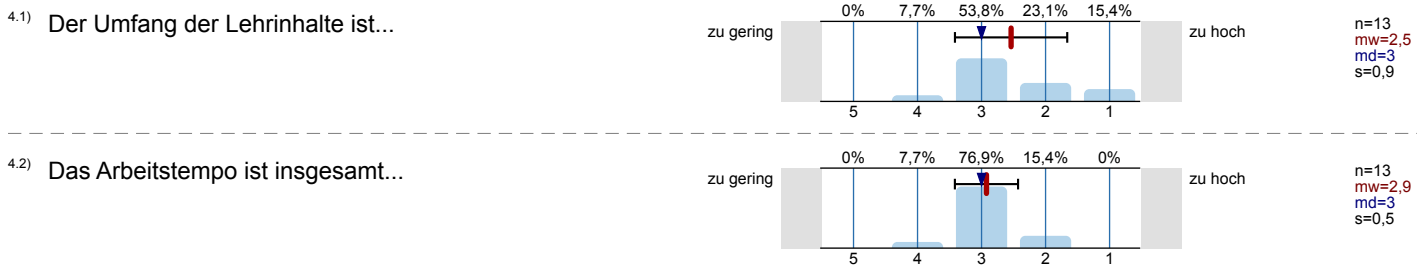 4.1) Der Umfang der Lehrinhalte ist...
0% 7,7% 53,8% 23,1% 15,4%
zu gering zu hoch
5 4 3 2 1
n=13
mw=2,5
md=3
s=0,9
4.2) Das Arbeitstempo ist insgesamt...
0% 7,7% 76,9% 15,4% 0%
zu gering zu hoch
5 4 3 2 1
n=13
mw=2,9
md=3
s=0,5